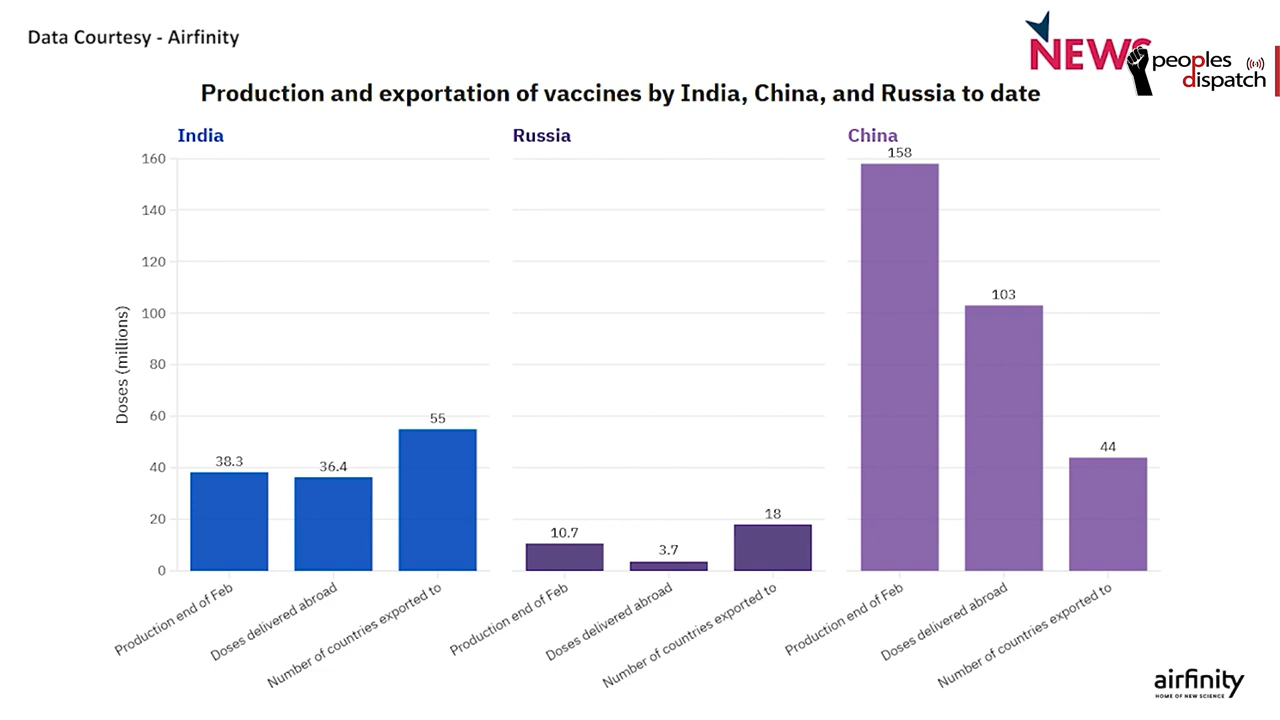 Data Courtesy - Airfinity
NEWS
peoples
dispatch
Production and exportation of vaccines by India, China, and Russia to date
India
Russia
China
Doses (millions)
160
140
120
100
80
60
40
20
0
38.3
36.4
55
10.7
3.7
18
158
103
44
Production end of Feb
Doses delivered abroad
Number of countries exported to
Production end of Feb
Doses delivered abroad
Number of countries exported to
Production end of Feb
Doses delivered abroad
Number of countries exported to
airfinity
HOME OF NEW SCIENCE